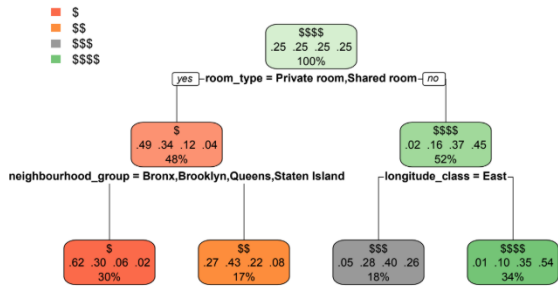 $
$$
$$$
$$$$
$$$$
.25 .25 .25 .25
100%
yes room_type = Private room,Shared room no
$
.49 .34 .12 .04
48%
$$$$
.02 .16 .37 .45
52%
neighbourhood_group = Bronx,Brooklyn,Queens,Staten Island
longitude_class = East
$
.62 .30 .06 .02
30%
$$
.27 .43 .22 .08
17%
$$$
.05 .28 .40 .26
18%
$$$$
.01 .10 .35 .54
34%